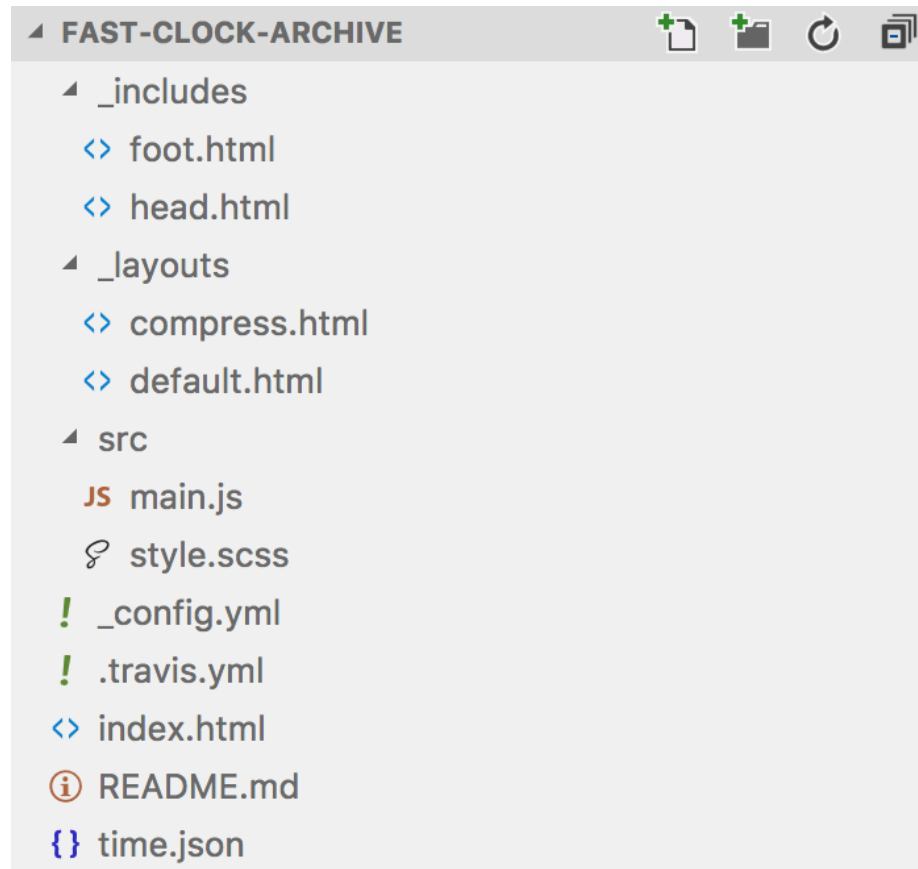 FAST-CLOCK-ARCHIVE
_includes
<> foot.html
<> head.html
_layouts
<> compress.html
<> default.html
src
JS main.js
style.scss
! _config.yml
! .travis.yml
<> index.html
README.md
{} time.json